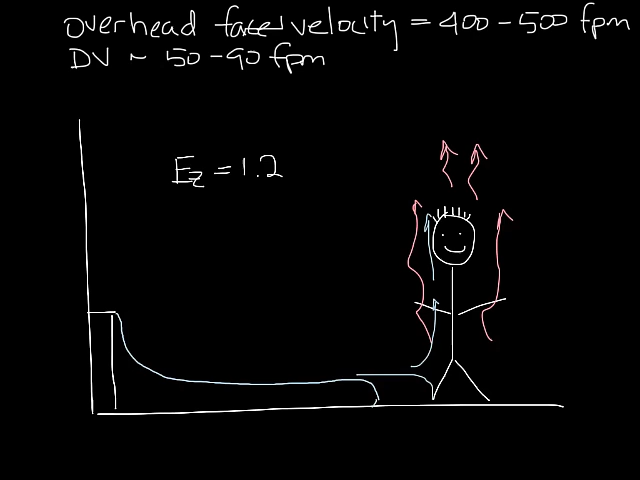 overhead face velocity = 400-500 fpm
DV ~ 50-90 fpm
Ez = 1.2